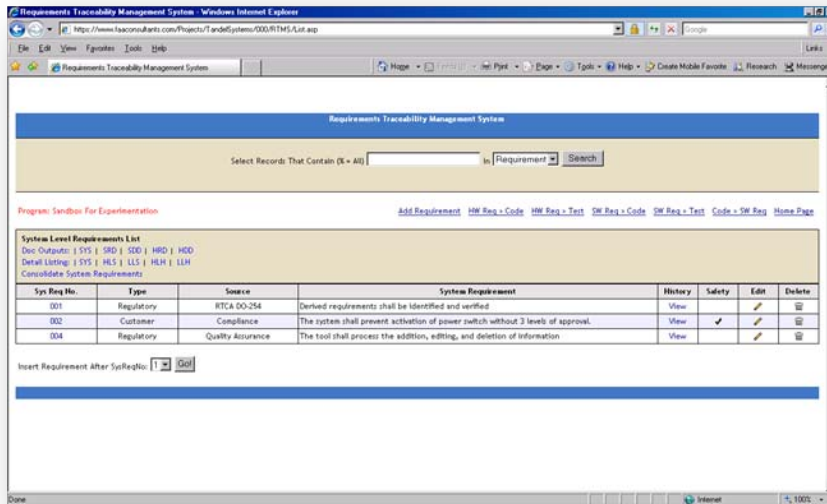 Requirements Traceability Management System - Windows Internet Explorer
https://www.faaconsultants.com/Projects/TandelSystems/000/RTMS/List.asp
Google
File Edit View Favorites Tools Help
Links
Requirements Traceability Management System
Home Print Page Tools Help Create Mobile Favorite Research Messenger
Requirements Traceability Management System
Select Records That Contain (% = All) In Requirement Search
Program: Sandbox For Experimentation
Add Requirement HW Req > Code HW Req > Test SW Req > Code SW Req > Test Code > SW Req Home Page
System Level Requirements List
Doc Outputs: | SYS | SRD | SDD | HRD | HDD
Detail Listing: | SYS | HLS | LLS | HLH | LLH
Consolidate System Requirements
Sys Req No. Type Source System Requirement History Safety Edit Delete
001 Regulatory RTCA DO-254 Derived requirements shall be identified and verified View
002 Customer Compliance The system shall prevent activation of power switch without 3 levels of approval. View ✓
004 Regulatory Quality Assurance The tool shall process the addition, editing, and deletion of information View
Insert Requirement After SysReqNo: 1 Go!
Done Internet 100%